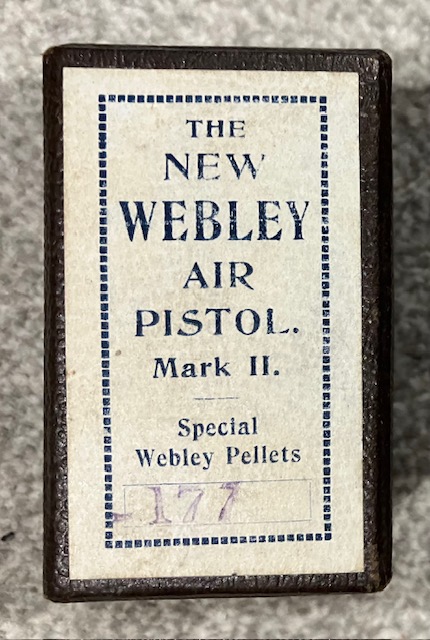 THE
NEW
WEBLEY
AIR
PISTOL.
Mark II.
Special
Webley Pellets
.177